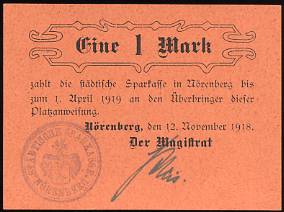 Eine 1 Mark
zahlt die städtische Sparkasse in Nörenberg bis
zum 1. April 1919 an den Überbringer dieser
Platzanweisung.
Nörenberg, den 12. November 1918.
Der Magistrat